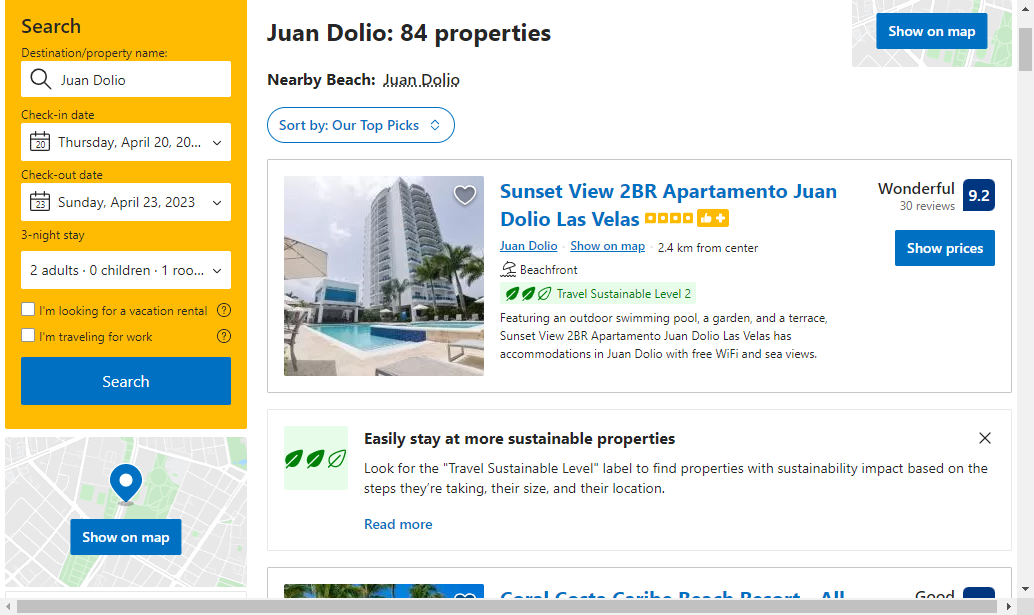 Search
Destination/property name:
Juan Dolio
Check-in date
20
Thursday, April 20, 20...
Check-out date
23
Sunday, April 23, 2023
3-night stay
2 adults · 0 children · 1 roo...
I'm looking for a vacation rental
I'm traveling for work
Search
Show on map
Juan Dolio: 84 properties
Show on map
Nearby Beach: Juan Dolio
Sort by: Our Top Picks
Sunset View 2BR Apartamento Juan
Dolio Las Velas
Wonderful
30 reviews
9.2
Juan Dolio · Show on map · 2.4 km from center
Show prices
Beachfront
Travel Sustainable Level 2
Featuring an outdoor swimming pool, a garden, and a terrace,
Sunset View 2BR Apartamento Juan Dolio Las Velas has
accommodations in Juan Dolio with free WiFi and sea views.
Easily stay at more sustainable properties
Look for the "Travel Sustainable Level" label to find properties with sustainability impact based on the
steps they're taking, their size, and their location.
Read more
Coral Costa Caribe Beach Resort - All
Good